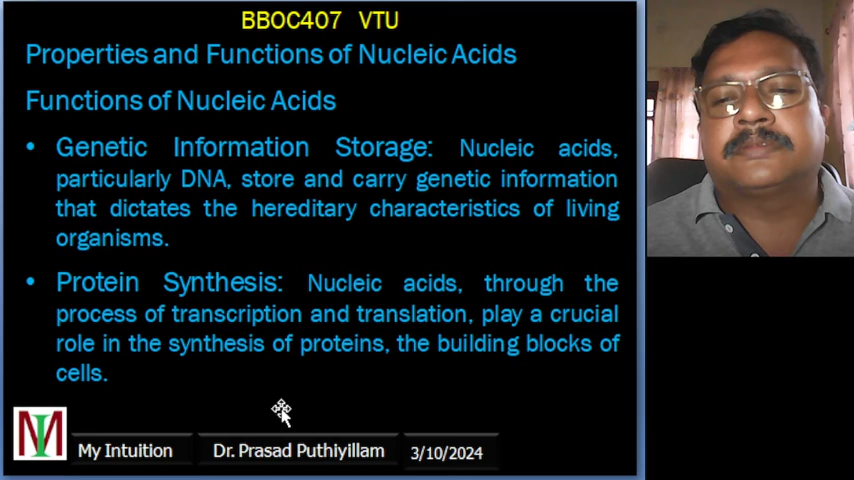 BBOC407 VTU
Properties and Functions of Nucleic Acids
Functions of Nucleic Acids
• Genetic Information Storage: Nucleic acids,
particularly DNA, store and carry genetic information
that dictates the hereditary characteristics of living
organisms.
• Protein Synthesis: Nucleic acids, through the
process of transcription and translation, play a crucial
role in the synthesis of proteins, the building blocks of
cells.
MI
My Intuition
Dr. Prasad Puthiyillam
3/10/2024